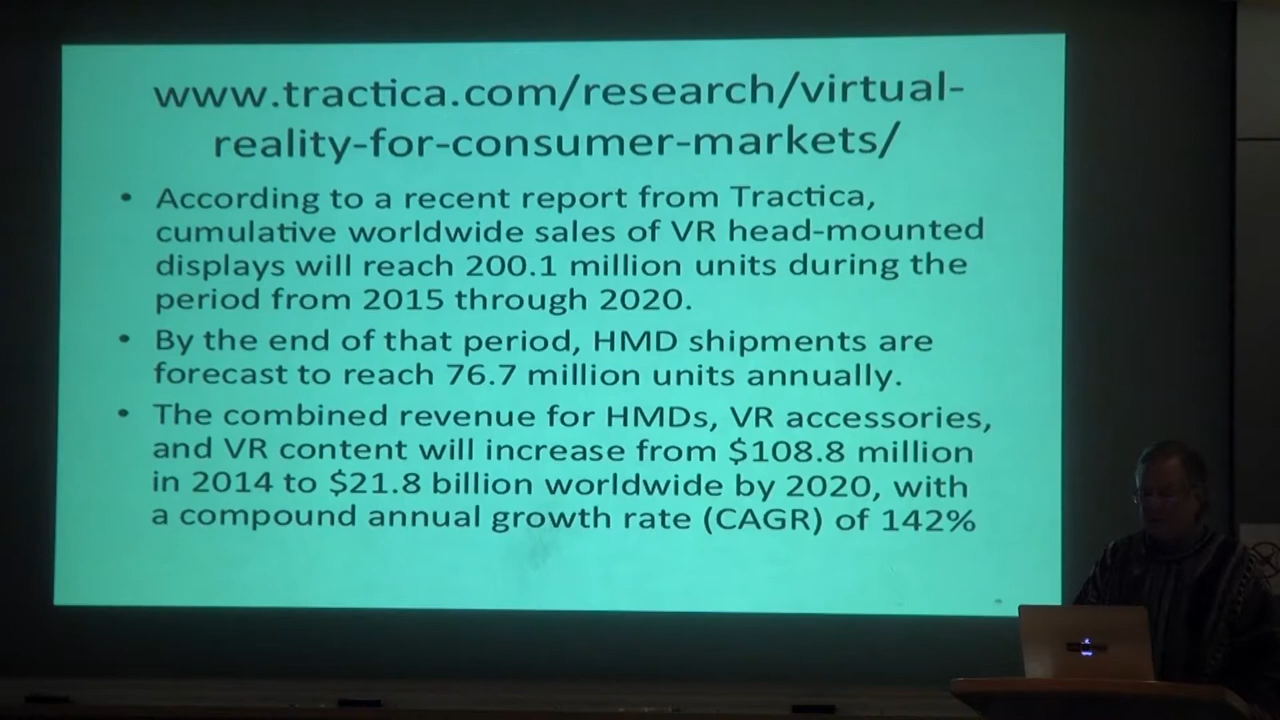 www.tractica.com/research/virtual-
reality-for-consumer-markets/
• According to a recent report from Tractica,
cumulative worldwide sales of VR head-mounted
displays will reach 200.1 million units during the
period from 2015 through 2020.
• By the end of that period, HMD shipments are
forecast to reach 76.7 million units annually.
• The combined revenue for HMDs, VR accessories,
and VR content will increase from $108.8 million
in 2014 to $21.8 billion worldwide by 2020, with
a compound annual growth rate (CAGR) of 142%